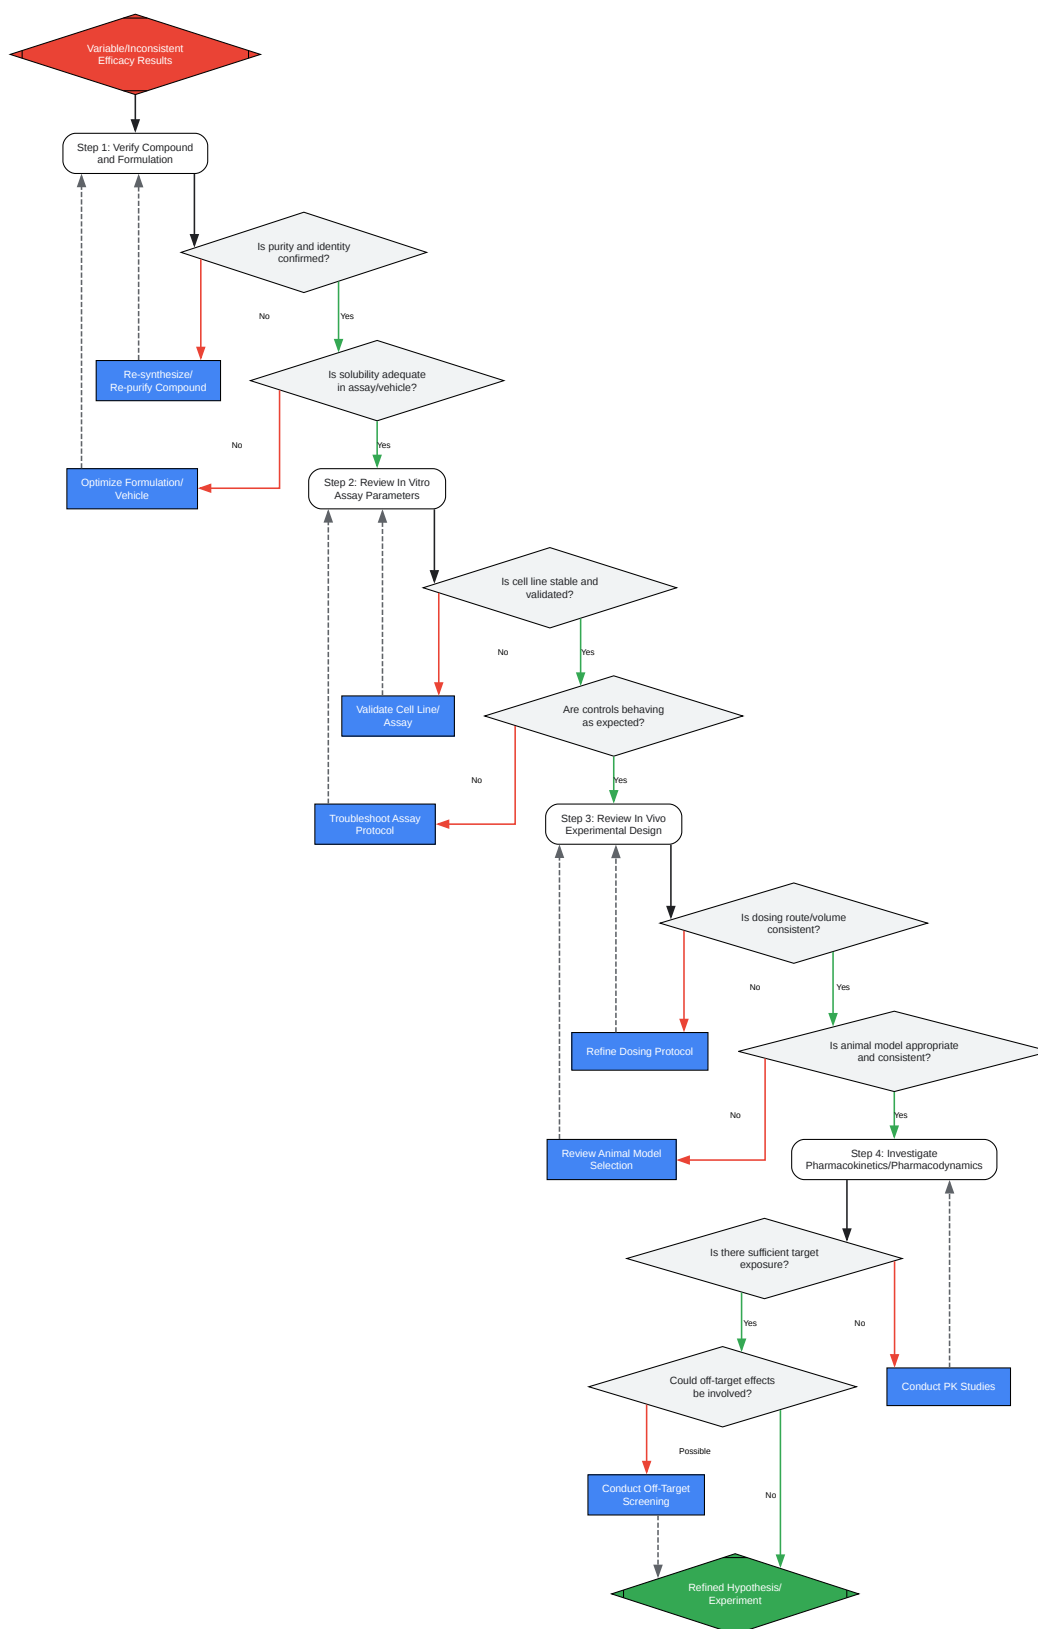 Variable/Inconsistent
Efficacy Results
Step 1: Verify Compound
and Formulation
Is purity and identity
confirmed?
No
Yes
Re-synthesize/
Re-purify Compound
Is solubility adequate
in assay/vehicle?
No
Yes
Optimize Formulation/
Vehicle
Step 2: Review In Vitro
Assay Parameters
Is cell line stable and
validated?
No
Yes
Validate Cell Line/
Assay
Are controls behaving
as expected?
No
Yes
Troubleshoot Assay
Protocol
Step 3: Review In Vivo
Experimental Design
Is dosing route/volume
consistent?
No
Yes
Refine Dosing Protocol
Is animal model appropriate
and consistent?
No
Yes
Review Animal Model
Selection
Step 4: Investigate
Pharmacokinetics/Pharmacodynamics
Is there sufficient target
exposure?
Yes
No
Could off-target effects
be involved?
Conduct PK Studies
Possible
Conduct Off-Target
Screening
No
Refined Hypothesis/
Experiment